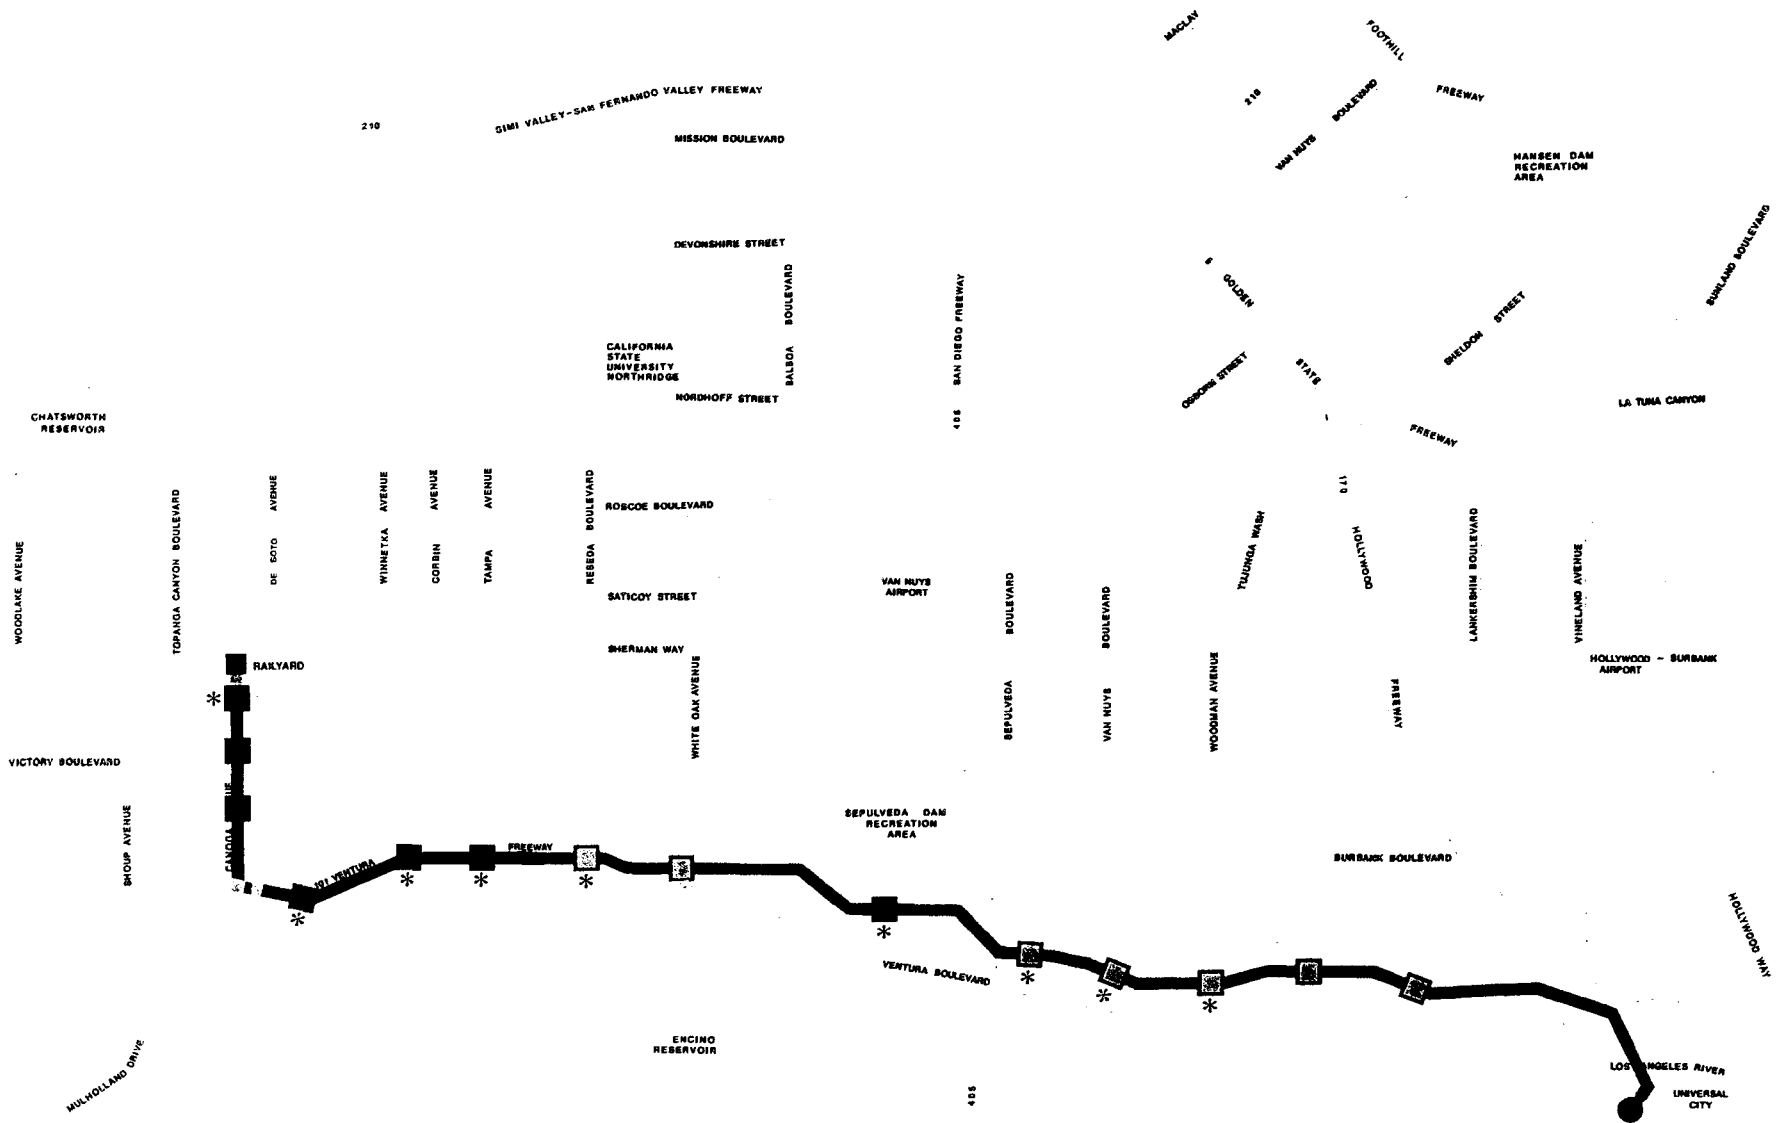 MACLAY
FOOTHILL
FREEWAY
210
VAN NUYS BOULEVARD
SIMI VALLEY-SAN FERNANDO VALLEY FREEWAY
210
MISSION BOULEVARD
HANSEN DAM
RECREATION
AREA
SUNLAND BOULEVARD
DEVONSHIRE STREET
BALBOA BOULEVARD
405 SAN DIEGO FREEWAY
GOLDEN
STATE
FREEWAY
SHELDON STREET
OSBORN STREET
CALIFORNIA
STATE
UNIVERSITY
NORTHRIDGE
NORDHOFF STREET
LA TUNA CANYON
CHATSWORTH
RESERVOIR
WOODLAKE AVENUE
TOPANGA CANYON BOULEVARD
DE SOTO AVENUE
WINNETKA AVENUE
CORBIN AVENUE
TAMPA AVENUE
RESEDA BOULEVARD
ROSCOE BOULEVARD
SATICOY STREET
SHERMAN WAY
WHITE OAK AVENUE
VAN NUYS
AIRPORT
SEPULVEDA BOULEVARD
VAN NUYS BOULEVARD
WOODMAN AVENUE
TUJUNGA WASH
170
HOLLYWOOD
FREEWAY
LANKERSHIM BOULEVARD
VINELAND AVENUE
HOLLYWOOD - BURBANK
AIRPORT
RAILYARD
*
VICTORY BOULEVARD
SHOUP AVENUE
CANOGA
101 VENTURA
FREEWAY
SEPULVEDA DAM
RECREATION
AREA
BURBANK BOULEVARD
HOLLYWOOD WAY
* * * * * * * *
VENTURA BOULEVARD
ENCINO
RESERVOIR
MULHOLLAND DRIVE
405
LOS ANGELES RIVER
UNIVERSAL
CITY